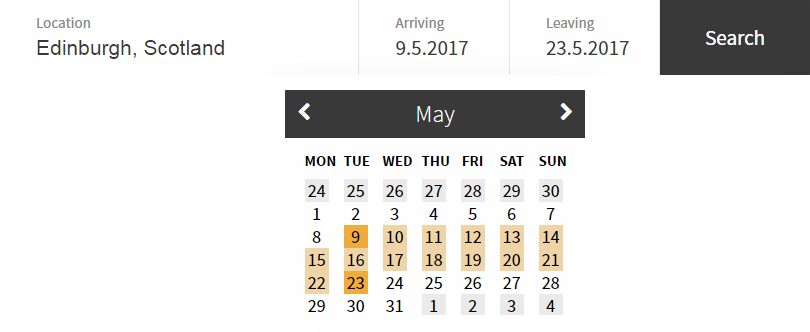 Location Arriving Leaving
Edinburgh, Scotland 9.5.2017 23.5.2017 Search
May
MON TUE WED THU FRI SAT SUN
24 25 26 27 28 29 30
1 2 3 4 5 6 7
8 9 10 11 12 13 14
15 16 17 18 19 20 21
22 23 24 25 26 27 28
29 30 31 1 2 3 4